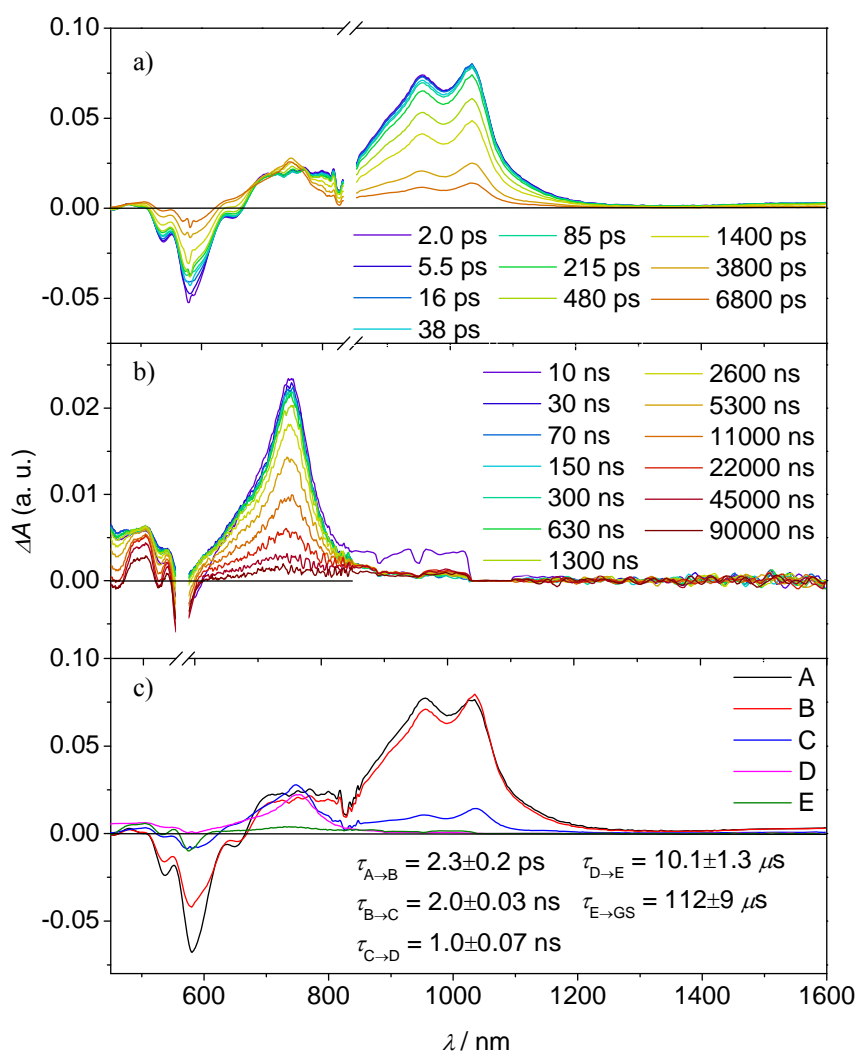 0.10
a)
0.05
0.00
-0.05
2.0 ps
5.5 ps
16 ps
38 ps
85 ps
215 ps
480 ps
1400 ps
3800 ps
6800 ps
b)
0.02
0.01
0.00
10 ns
30 ns
70 ns
150 ns
300 ns
630 ns
1300 ns
2600 ns
5300 ns
11000 ns
22000 ns
45000 ns
90000 ns
ΔA (a. u.)
0.10
c)
0.05
0.00
-0.05
A
B
C
D
E
τA→B = 2.3±0.2 ps
τB→C = 2.0±0.03 ns
τC→D = 1.0±0.07 ns
τD→E = 10.1±1.3 μs
τE→GS = 112±9 μs
600 800 1000 1200 1400 1600
λ / nm